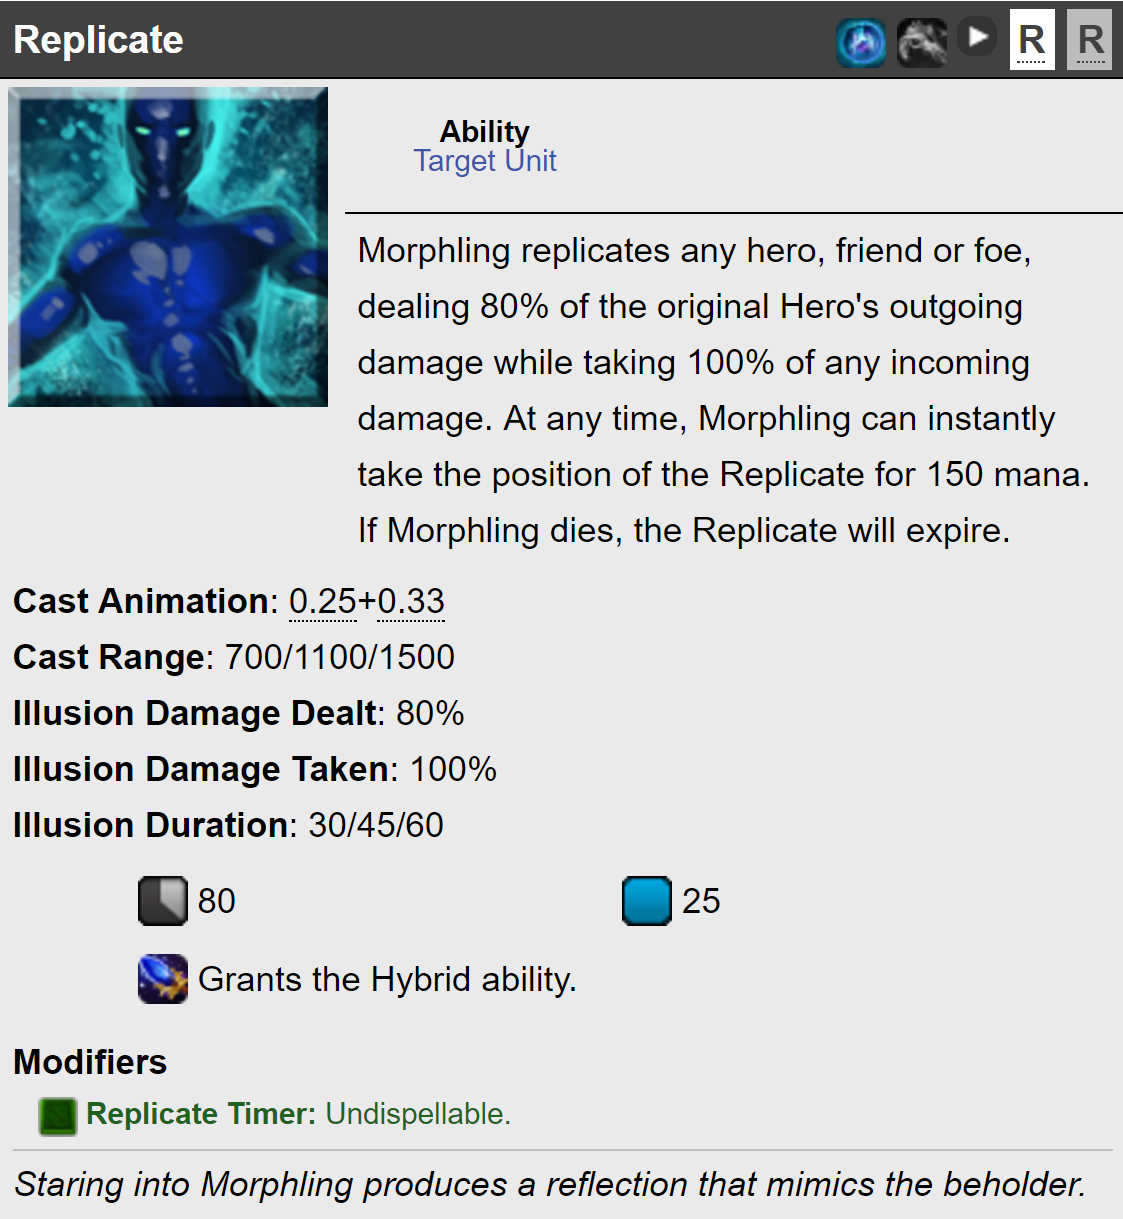 Replicate R R
Ability
Target Unit
Morphling replicates any hero, friend or foe,
dealing 80% of the original Hero's outgoing
damage while taking 100% of any incoming
damage. At any time, Morphling can instantly
take the position of the Replicate for 150 mana.
If Morphling dies, the Replicate will expire.
Cast Animation: 0.25+0.33
Cast Range: 700/1100/1500
Illusion Damage Dealt: 80%
Illusion Damage Taken: 100%
Illusion Duration: 30/45/60
80 25
Grants the Hybrid ability.
Modifiers
Replicate Timer: Undispellable.
Staring into Morphling produces a reflection that mimics the beholder.